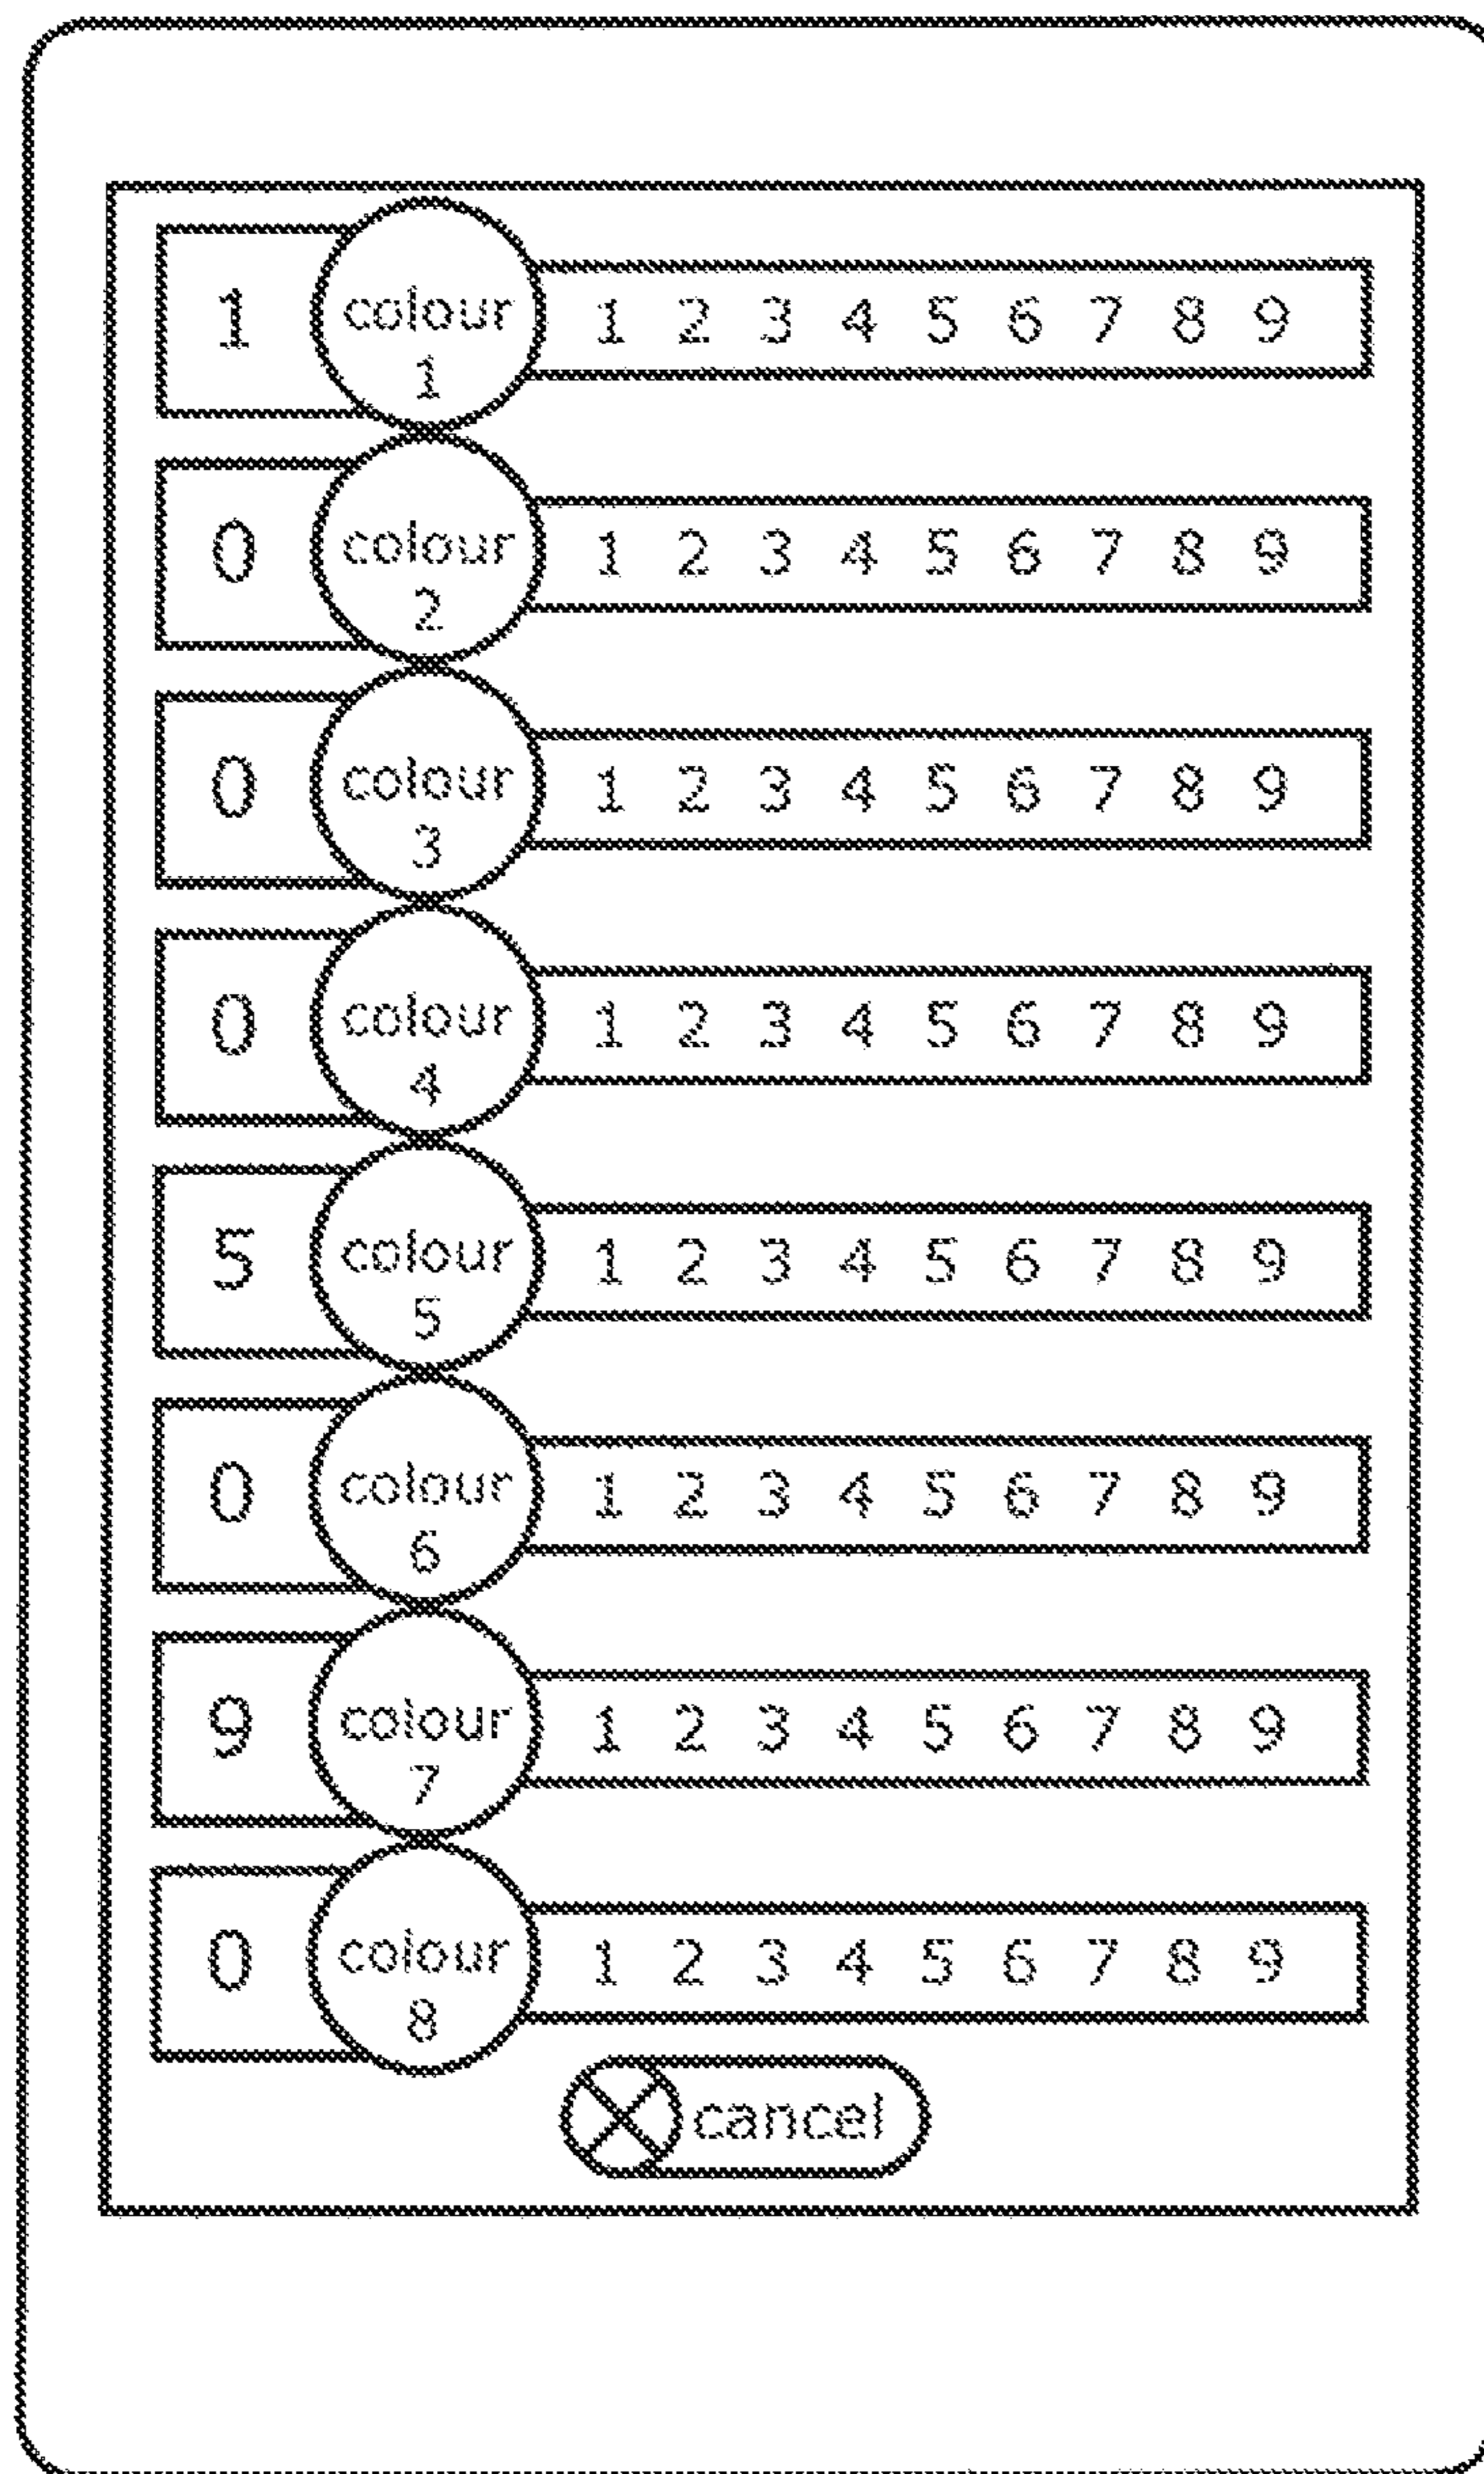 1 colour 1 1 2 3 4 5 6 7 8 9
0 colour 2 1 2 3 4 5 6 7 8 9
0 colour 3 1 2 3 4 5 6 7 8 9
0 colour 4 1 2 3 4 5 6 7 8 9
5 colour 5 1 2 3 4 5 6 7 8 9
0 colour 6 1 2 3 4 5 6 7 8 9
9 colour 7 1 2 3 4 5 6 7 8 9
0 colour 8 1 2 3 4 5 6 7 8 9
cancel